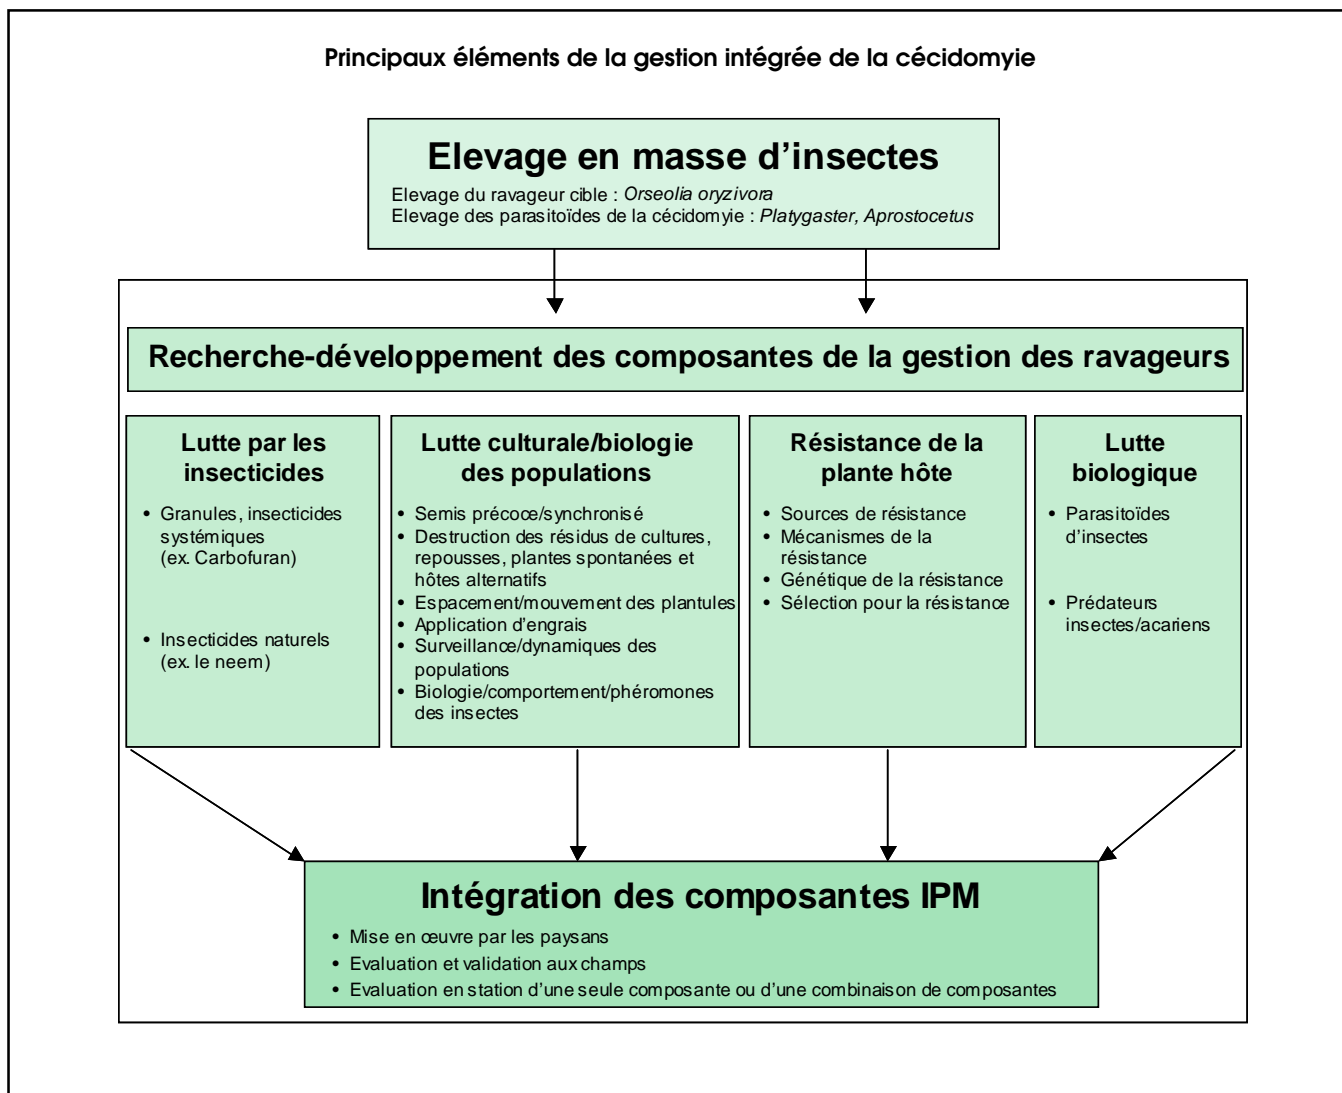 Principaux éléments de la gestion intégrée de la cécidomyie
Elevage en masse d’insectes
Elevage du ravageur cible : Orseolia oryzivora
Elevage des parasitoïdes de la cécidomyie : Platygaster, Aprostocetus
Recherche-développement des composantes de la gestion des ravageurs
Lutte par les
insecticides
• Granules, insecticides
systémiques
(ex. Carbofuran)
• Insecticides naturels
(ex. le neem)
Lutte culturale/biologie
des populations
• Semis précoce/synchronisé
• Destruction des résidus de cultures,
repousses, plantes spontanées et
hôtes alternatifs
• Espacement/mouvement des plantules
• Application d’engrais
• Surveillance/dynamiques des
populations
• Biologie/comportement/phéromones
des insectes
Résistance de la
plante hôte
• Sources de résistance
• Mécanismes de la
résistance
• Génétique de la résistance
• Sélection pour la résistance
Lutte
biologique
• Parasitoïdes
d’insectes
• Prédateurs
insectes/acariens
Intégration des composantes IPM
• Mise en œuvre par les paysans
• Evaluation et validation aux champs
• Evaluation en station d’une seule composante ou d’une combinaison de composantes